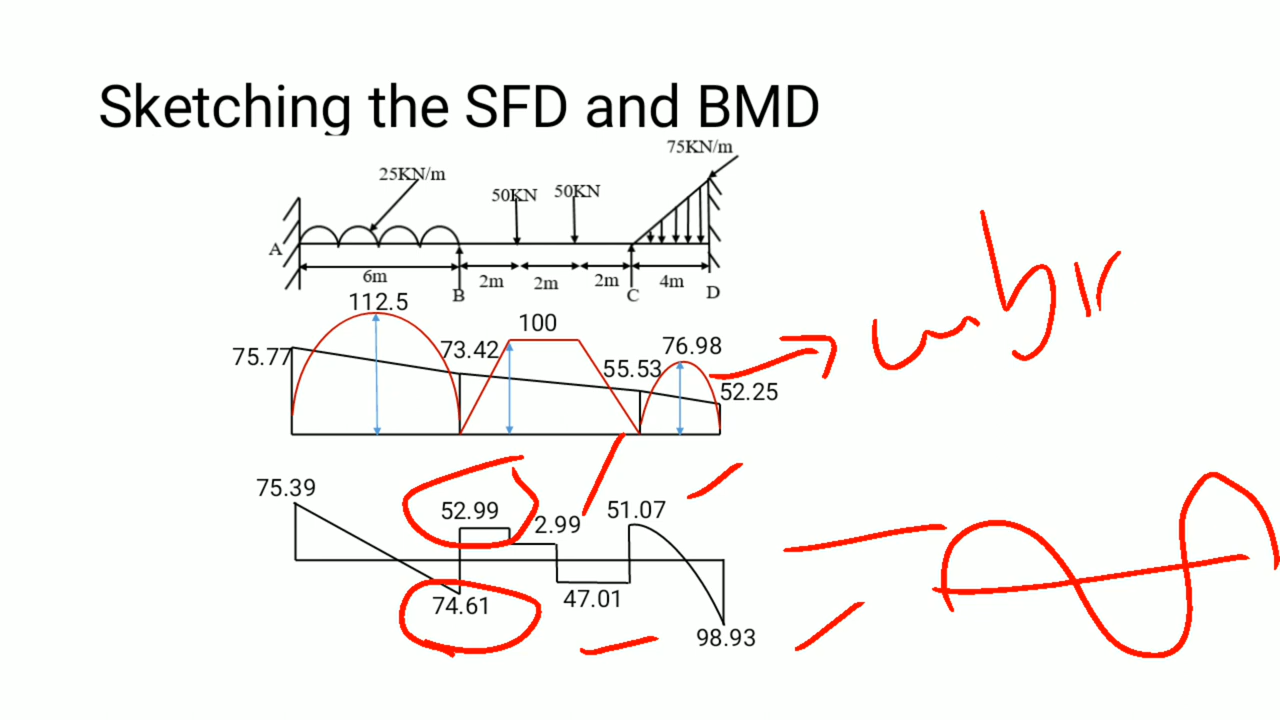 Sketching the SFD and BMD
75KN/m
25KN/m
50KN 50KN
A
6m 2m 2m 2m 4m
B C D
112.5
100
75.77 73.42 76.98
55.53
52.25
75.39 52.99 2.99 51.07
74.61 47.01
98.93